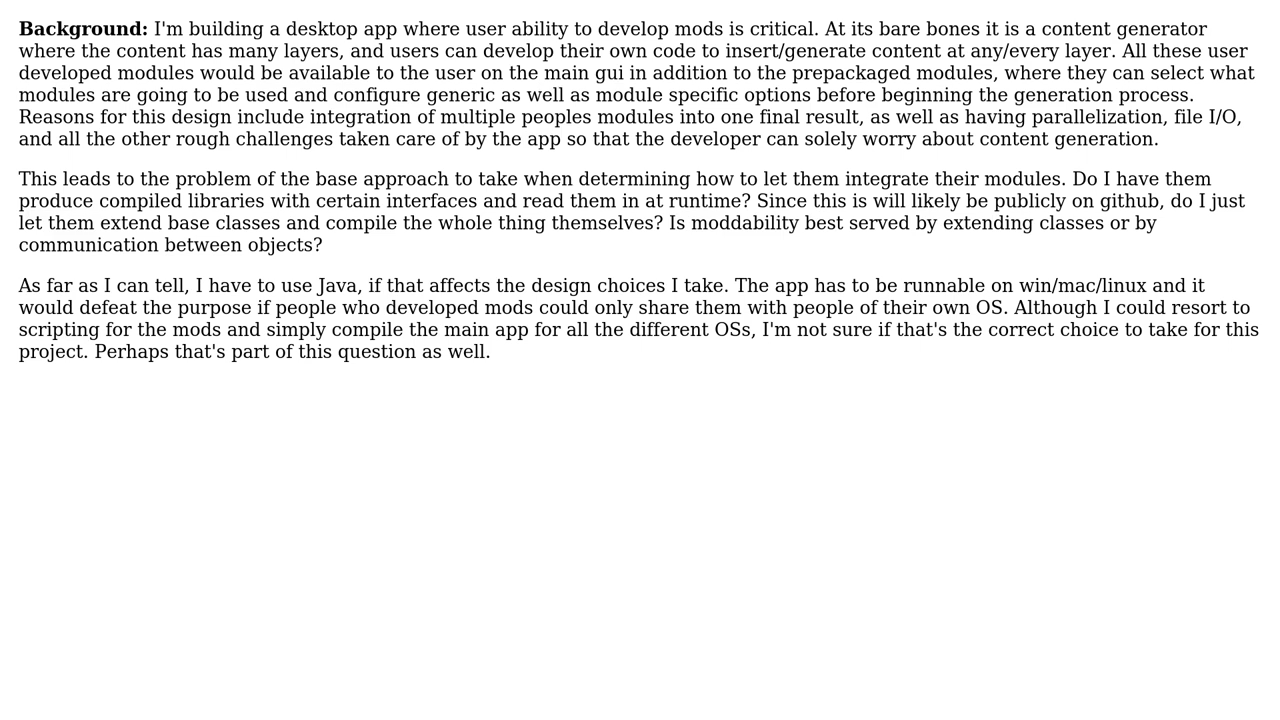 Background: I'm building a desktop app where user ability to develop mods is critical. At its bare bones it is a content generator
where the content has many layers, and users can develop their own code to insert/generate content at any/every layer. All these user
developed modules would be available to the user on the main gui in addition to the prepackaged modules, where they can select what
modules are going to be used and configure generic as well as module specific options before beginning the generation process.
Reasons for this design include integration of multiple peoples modules into one final result, as well as having parallelization, file I/O,
and all the other rough challenges taken care of by the app so that the developer can solely worry about content generation.
This leads to the problem of the base approach to take when determining how to let them integrate their modules. Do I have them
produce compiled libraries with certain interfaces and read them in at runtime? Since this is will likely be publicly on github, do I just
let them extend base classes and compile the whole thing themselves? Is moddability best served by extending classes or by
communication between objects?
As far as I can tell, I have to use Java, if that affects the design choices I take. The app has to be runnable on win/mac/linux and it
would defeat the purpose if people who developed mods could only share them with people of their own OS. Although I could resort to
scripting for the mods and simply compile the main app for all the different OSs, I'm not sure if that's the correct choice to take for this
project. Perhaps that's part of this question as well.